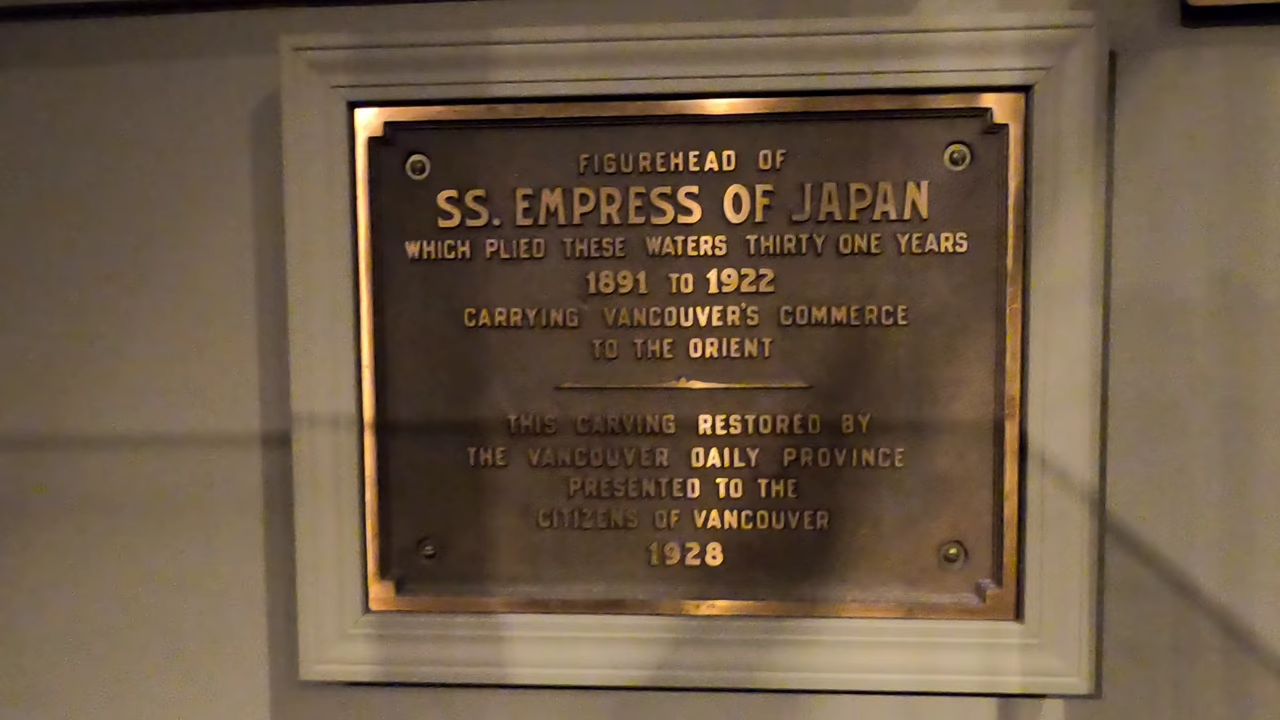 FIGUREHEAD OF
SS. EMPRESS OF JAPAN
WHICH PLIED THESE WATERS THIRTY ONE YEARS
1891 TO 1922
CARRYING VANCOUVER'S COMMERCE
TO THE ORIENT
THIS CARVING RESTORED BY
THE VANCOUVER DAILY PROVINCE
PRESENTED TO THE
CITIZENS OF VANCOUVER
1928